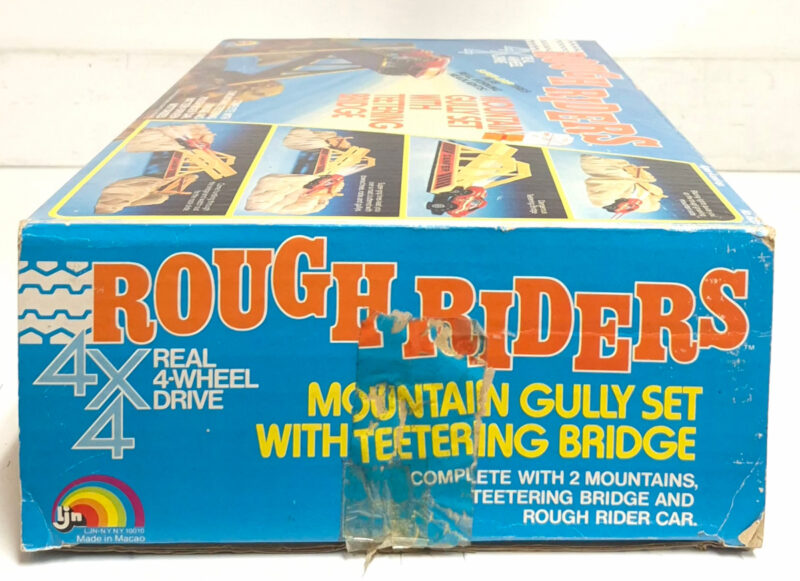 ROUGH RIDERS
MOUNTAIN
GULLY SET
WITH
TEETERING
BRIDGE
ROUGH RIDERS
TM
4X4
REAL
4-WHEEL
DRIVE
MOUNTAIN GULLY SET
WITH TEETERING BRIDGE
COMPLETE WITH 2 MOUNTAINS,
TEETERING BRIDGE AND
ROUGH RIDER CAR.
ljn
LJN•N.Y.N.Y. 10010
Made in Macao